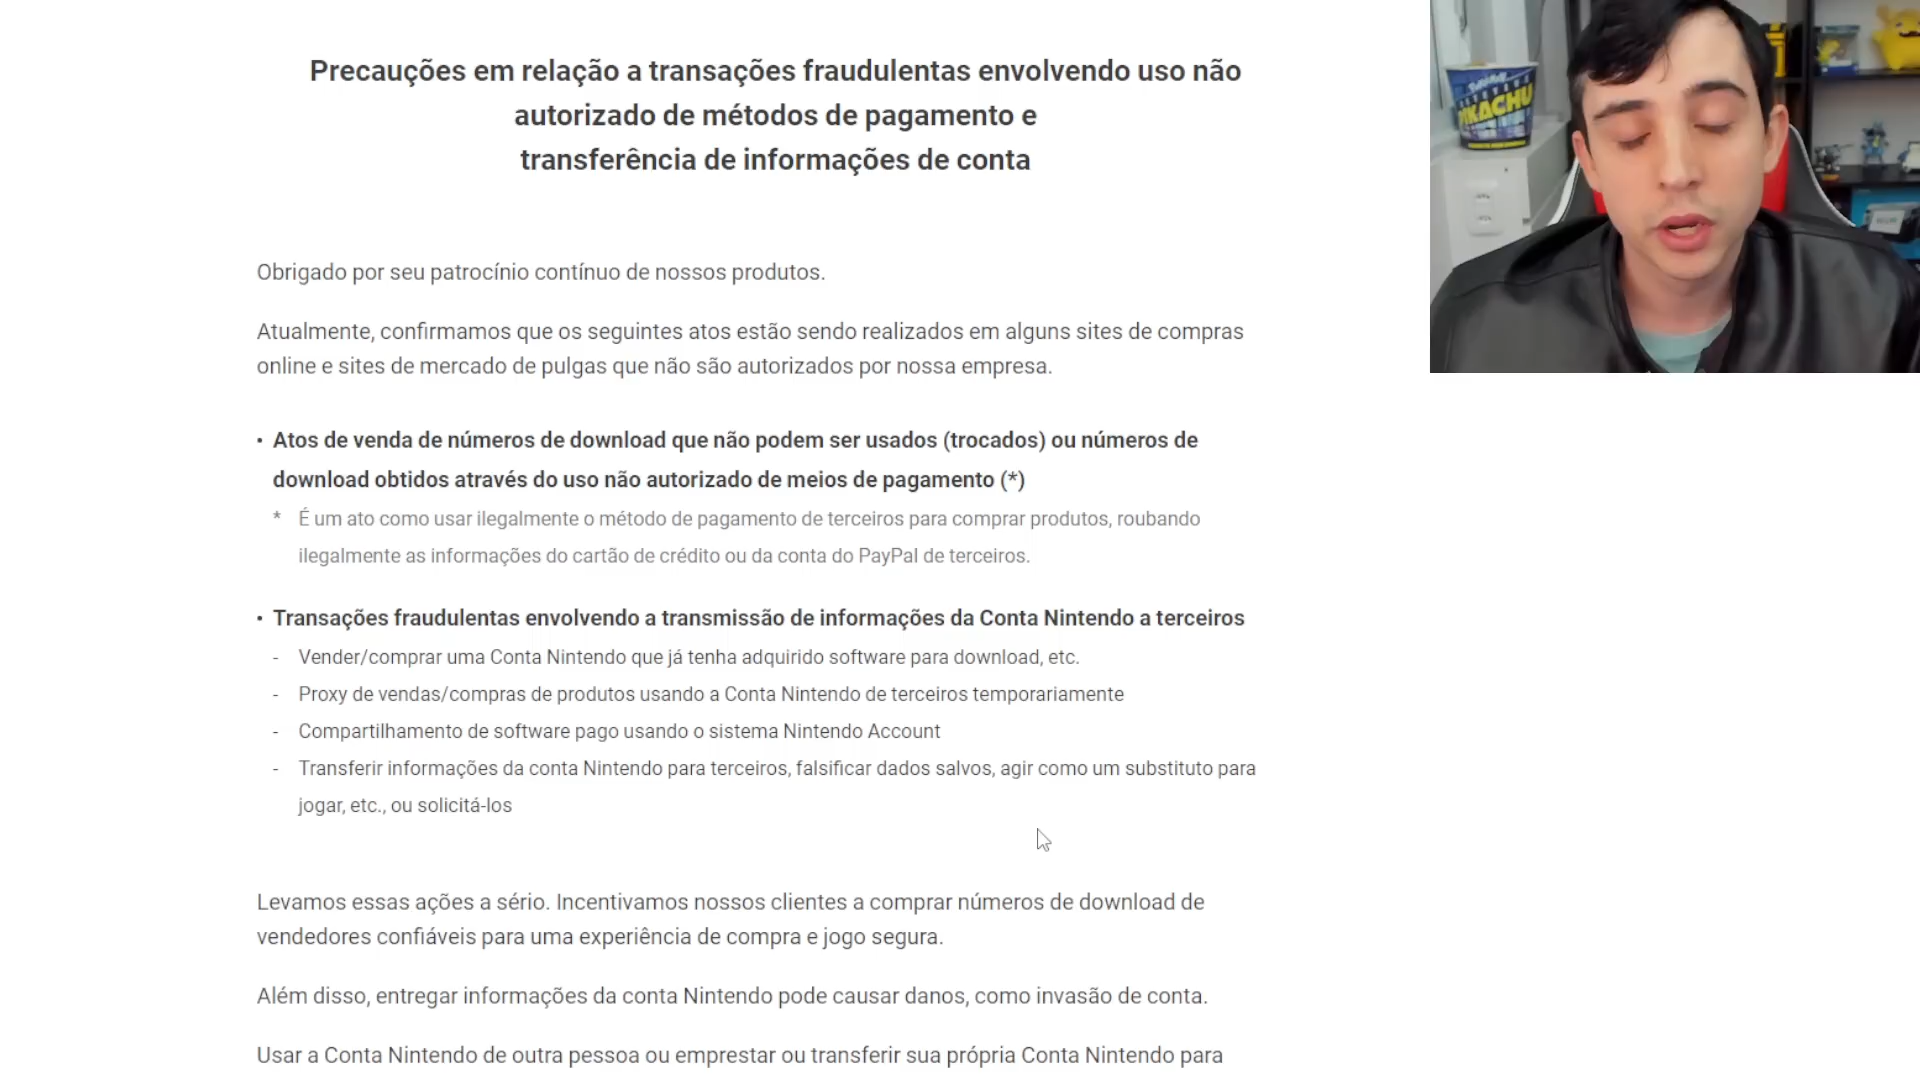 Precauções em relação a transações fraudulentas envolvendo uso não
autorizado de métodos de pagamento e
transferência de informações de conta
Obrigado por seu patrocínio contínuo de nossos produtos.
Atualmente, confirmamos que os seguintes atos estão sendo realizados em alguns sites de compras
online e sites de mercado de pulgas que não são autorizados por nossa empresa.
• Atos de venda de números de download que não podem ser usados (trocados) ou números de
download obtidos através do uso não autorizado de meios de pagamento (*)
* É um ato como usar ilegalmente o método de pagamento de terceiros para comprar produtos, roubando
ilegalmente as informações do cartão de crédito ou da conta do PayPal de terceiros.
• Transações fraudulentas envolvendo a transmissão de informações da Conta Nintendo a terceiros
- Vender/comprar uma Conta Nintendo que já tenha adquirido software para download, etc.
- Proxy de vendas/compras de produtos usando a Conta Nintendo de terceiros temporariamente
- Compartilhamento de software pago usando o sistema Nintendo Account
- Transferir informações da conta Nintendo para terceiros, falsificar dados salvos, agir como um substituto para
jogar, etc., ou solicitá-los
Levamos essas ações a sério. Incentivamos nossos clientes a comprar números de download de
vendedores confiáveis para uma experiência de compra e jogo segura.
Além disso, entregar informações da conta Nintendo pode causar danos, como invasão de conta.
Usar a Conta Nintendo de outra pessoa ou emprestar ou transferir sua própria Conta Nintendo para
PIKACHU